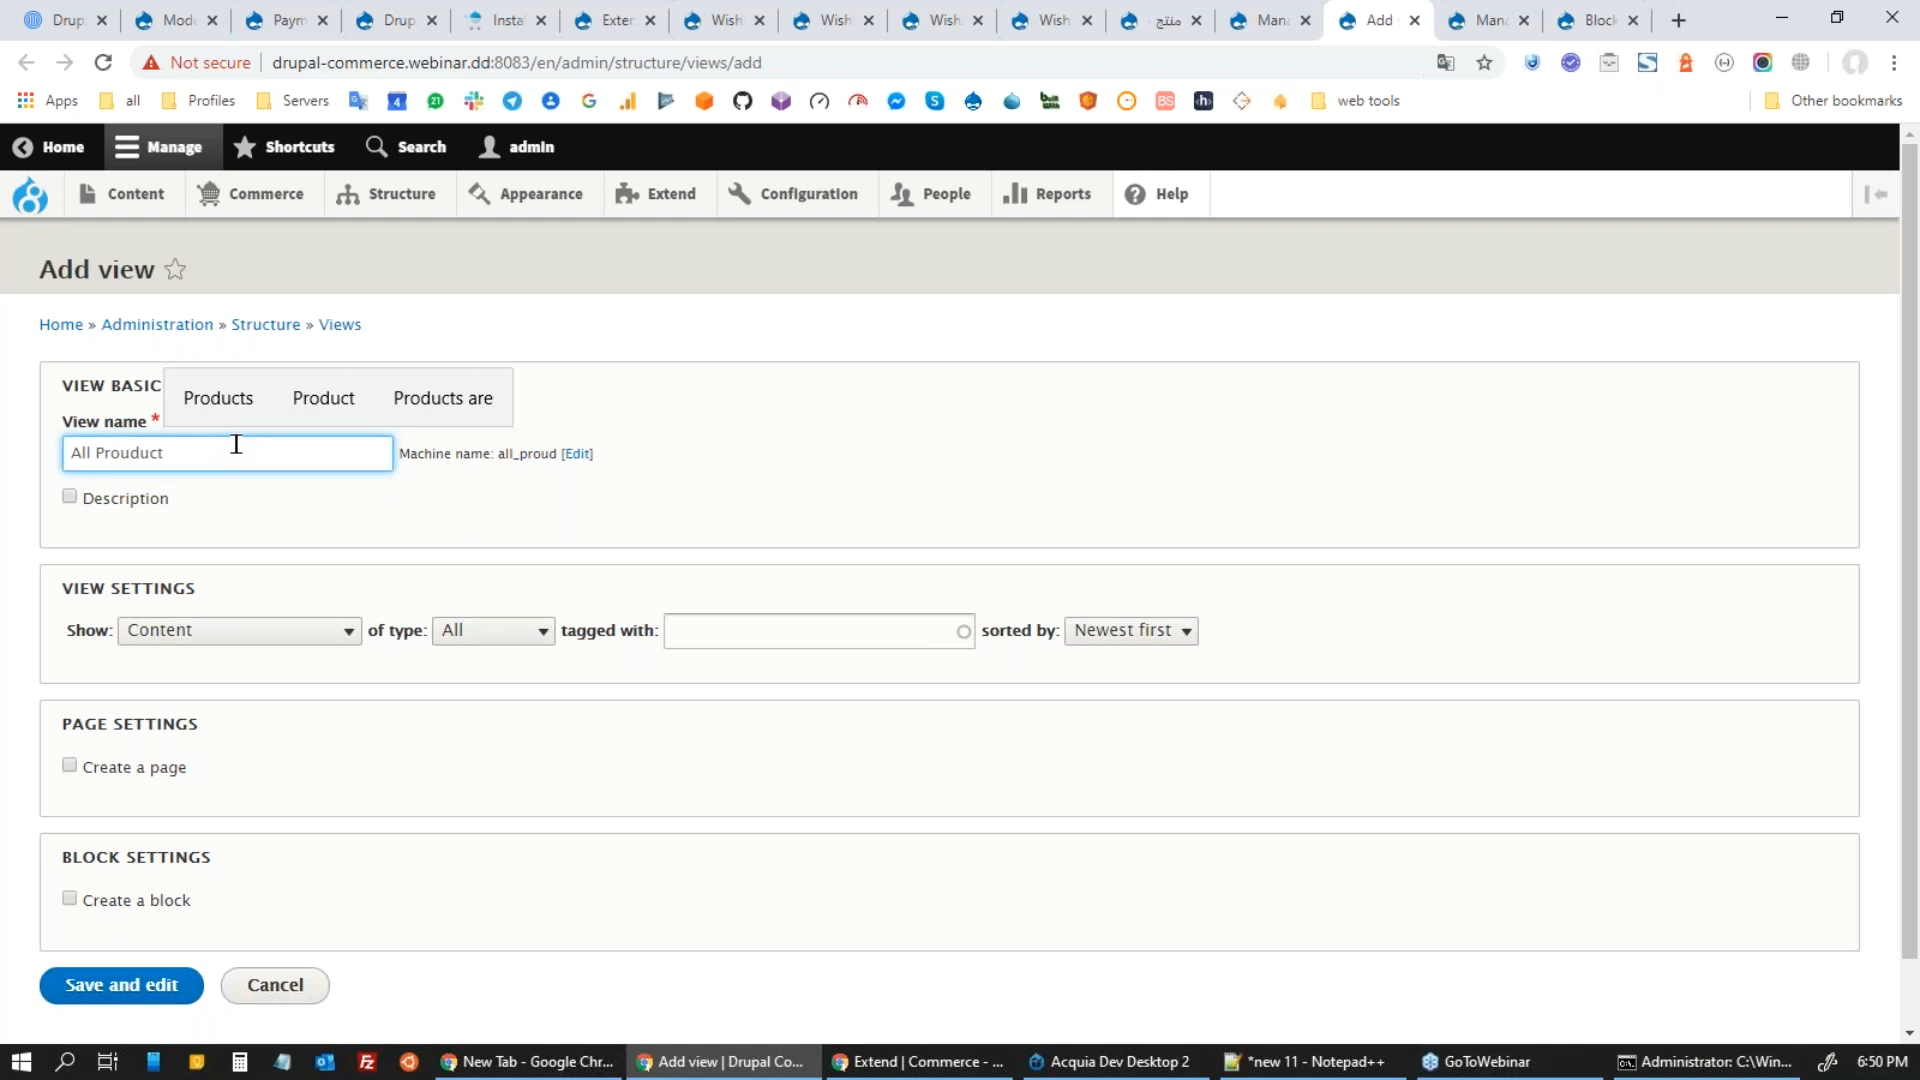 Drup Modu Paym Drup Insta Exter Wish Wish Wish Wish منتج Mana Add Mana Block
Not secure drupal-commerce.webinar.dd:8083/en/admin/structure/views/add
Apps all Profiles Servers web tools Other bookmarks
Home Manage Shortcuts Search admin
Content Commerce Structure Appearance Extend Configuration People Reports Help
Add view
Home » Administration » Structure » Views
VIEW BASIC
Products Product Products are
View name *
All Prouduct Machine name: all_proud [Edit]
Description
VIEW SETTINGS
Show: Content of type: All tagged with: sorted by: Newest first
PAGE SETTINGS
Create a page
BLOCK SETTINGS
Create a block
Save and edit Cancel
New Tab - Google Chr... Add view | Drupal Co... Extend | Commerce - ... Acquia Dev Desktop 2 *new 11 - Notepad++ GoToWebinar Administrator: C:\Win... 6:50 PM